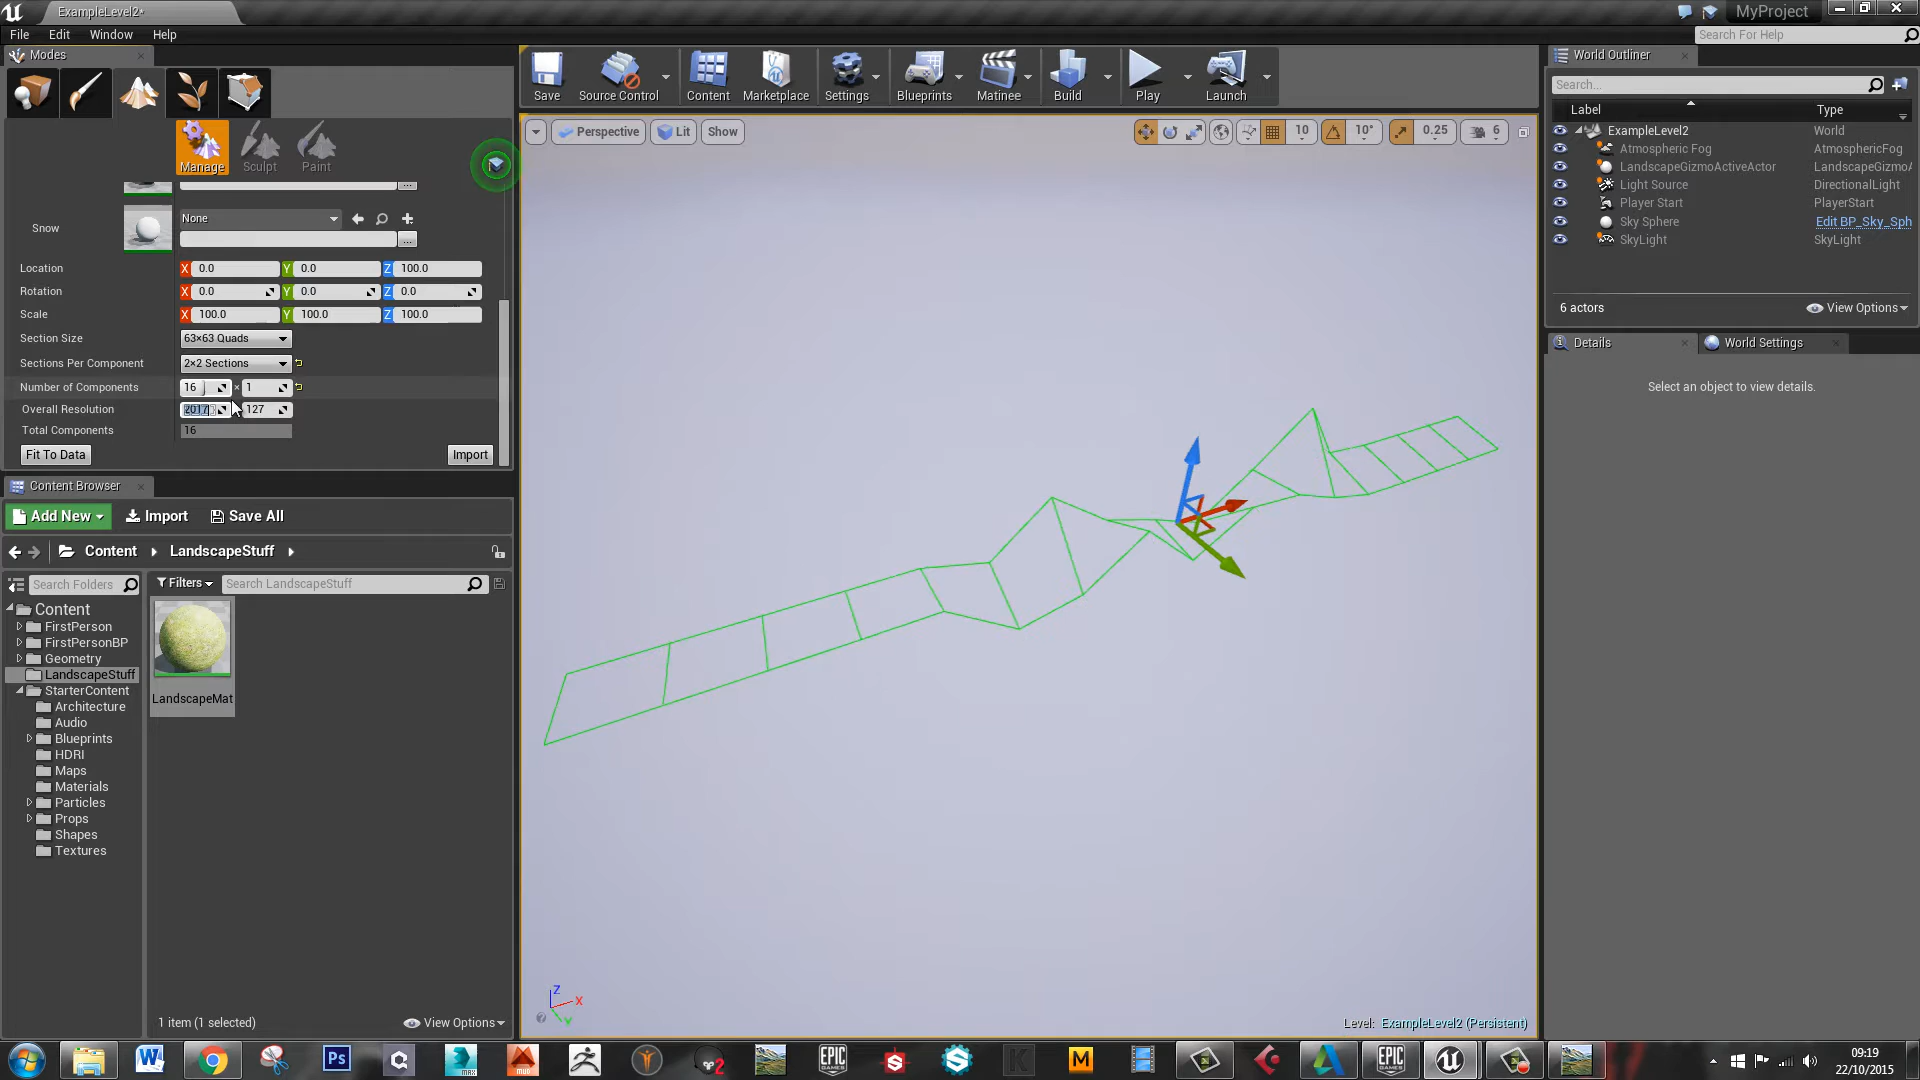 ExampleLevel2*
MyProject
File Edit Window Help
Search For Help
Modes
Manage Sculpt Paint
...
Snow
None
...
Location X 0.0 Y 0.0 Z 100.0
Rotation X 0.0 Y 0.0 Z 0.0
Scale X 100.0 Y 100.0 Z 100.0
Section Size 63×63 Quads
Sections Per Component 2×2 Sections
Number of Components 16 × 1
Overall Resolution 2017 127
Total Components 16
Fit To Data Import
Save Source Control Content Marketplace Settings Blueprints Matinee Build Play Launch
Perspective Lit Show
10 10° 0.25 6
Z X Y
Level: ExampleLevel2 (Persistent)
World Outliner
Search...
Label Type
ExampleLevel2 World
Atmospheric Fog AtmosphericFog
LandscapeGizmoActiveActor LandscapeGizmoA
Light Source DirectionalLight
Player Start PlayerStart
Sky Sphere Edit BP_Sky_Sph
SkyLight SkyLight
6 actors View Options
Details World Settings
Select an object to view details.
Content Browser
Add New Import Save All
Content LandscapeStuff
Search Folders Filters Search LandscapeStuff
Content
FirstPerson
FirstPersonBP
Geometry
LandscapeStuff
StarterContent
Architecture
Audio
Blueprints
HDRI
Maps
Materials
Particles
Props
Shapes
Textures
LandscapeMat
1 item (1 selected) View Options
09:19
22/10/2015